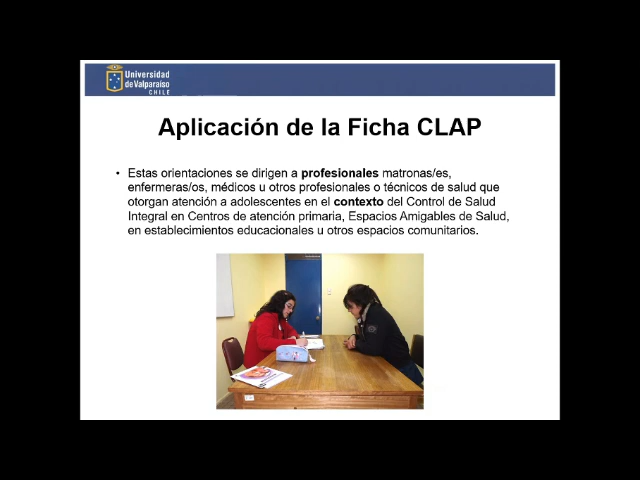 Universidad
de Valparaíso
CHILE
Aplicación de la Ficha CLAP
• Estas orientaciones se dirigen a profesionales matronas/es,
enfermeras/os, médicos u otros profesionales o técnicos de salud que
otorgan atención a adolescentes en el contexto del Control de Salud
Integral en Centros de atención primaria, Espacios Amigables de Salud,
en establecimientos educacionales u otros espacios comunitarios.